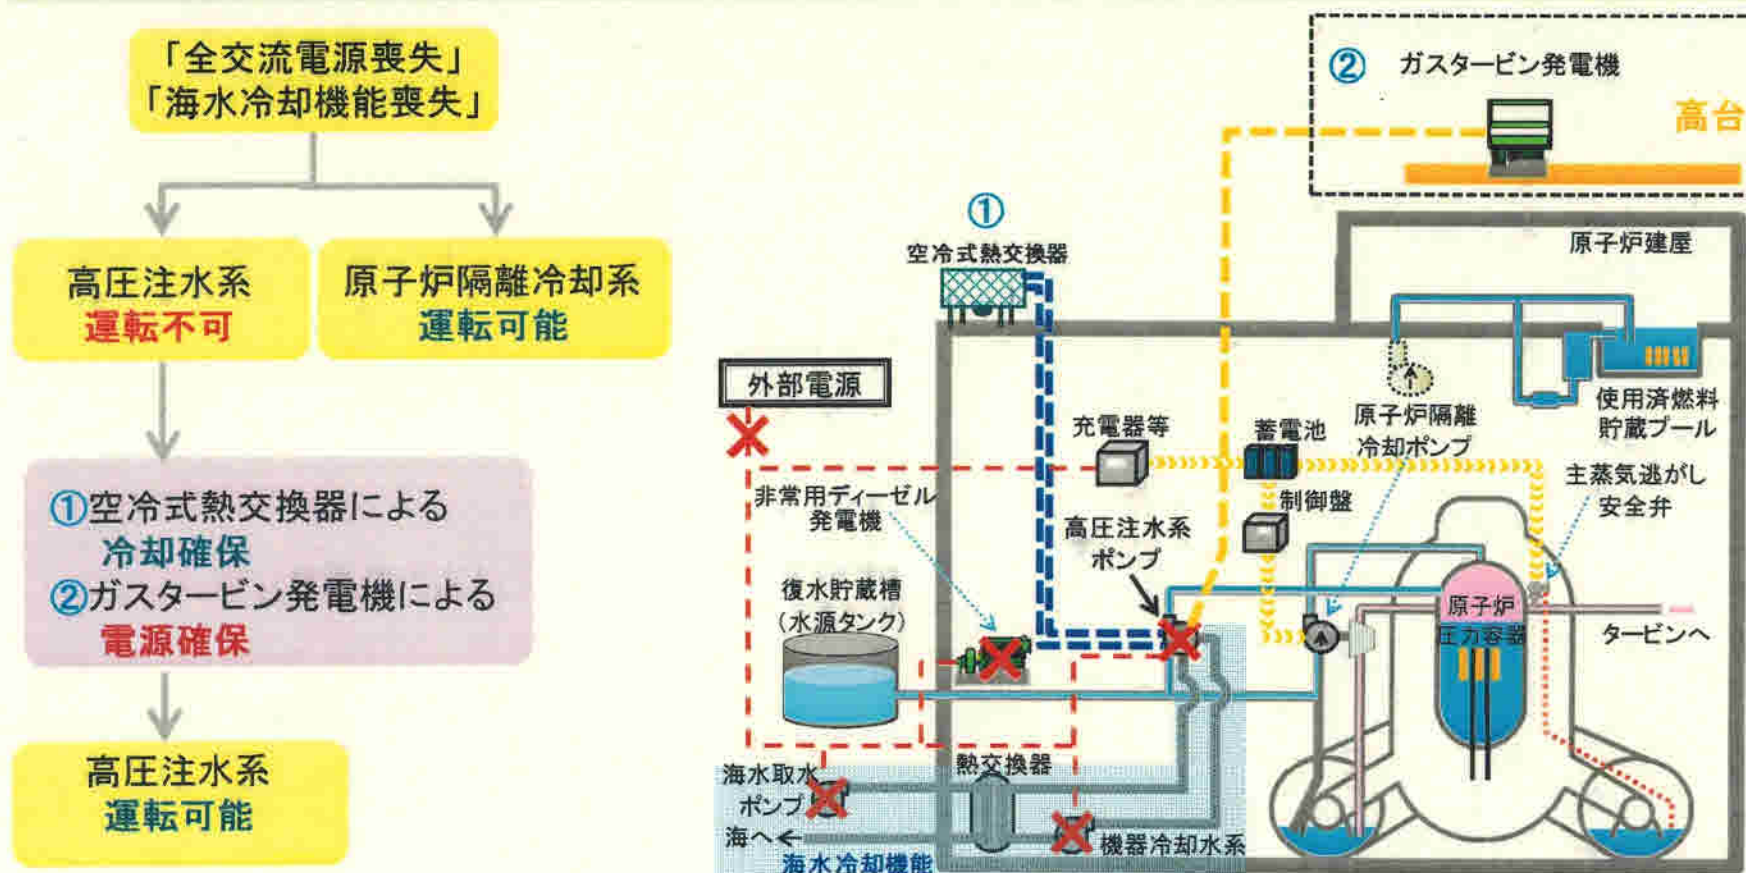 「全交流電源喪失」
「海水冷却機能喪失」
高圧注水系
運転不可
原子炉隔離冷却系
運転可能
①空冷式熱交換器による
冷却確保
②ガスタービン発電機による
電源確保
高圧注水系
運転可能
② ガスタービン発電機
高台
①
空冷式熱交換器
原子炉建屋
外部電源
充電器等
蓄電池
原子炉隔離
冷却ポンプ
使用済燃料
貯蔵プール
非常用ディーゼル
発電機
制御盤
主蒸気逃がし
安全弁
高圧注水系
ポンプ
復水貯蔵槽
(水源タンク)
原子炉
圧力容器
タービンへ
海水取水
ポンプ
熱交換器
海へ
機器冷却水系
海水冷却機能